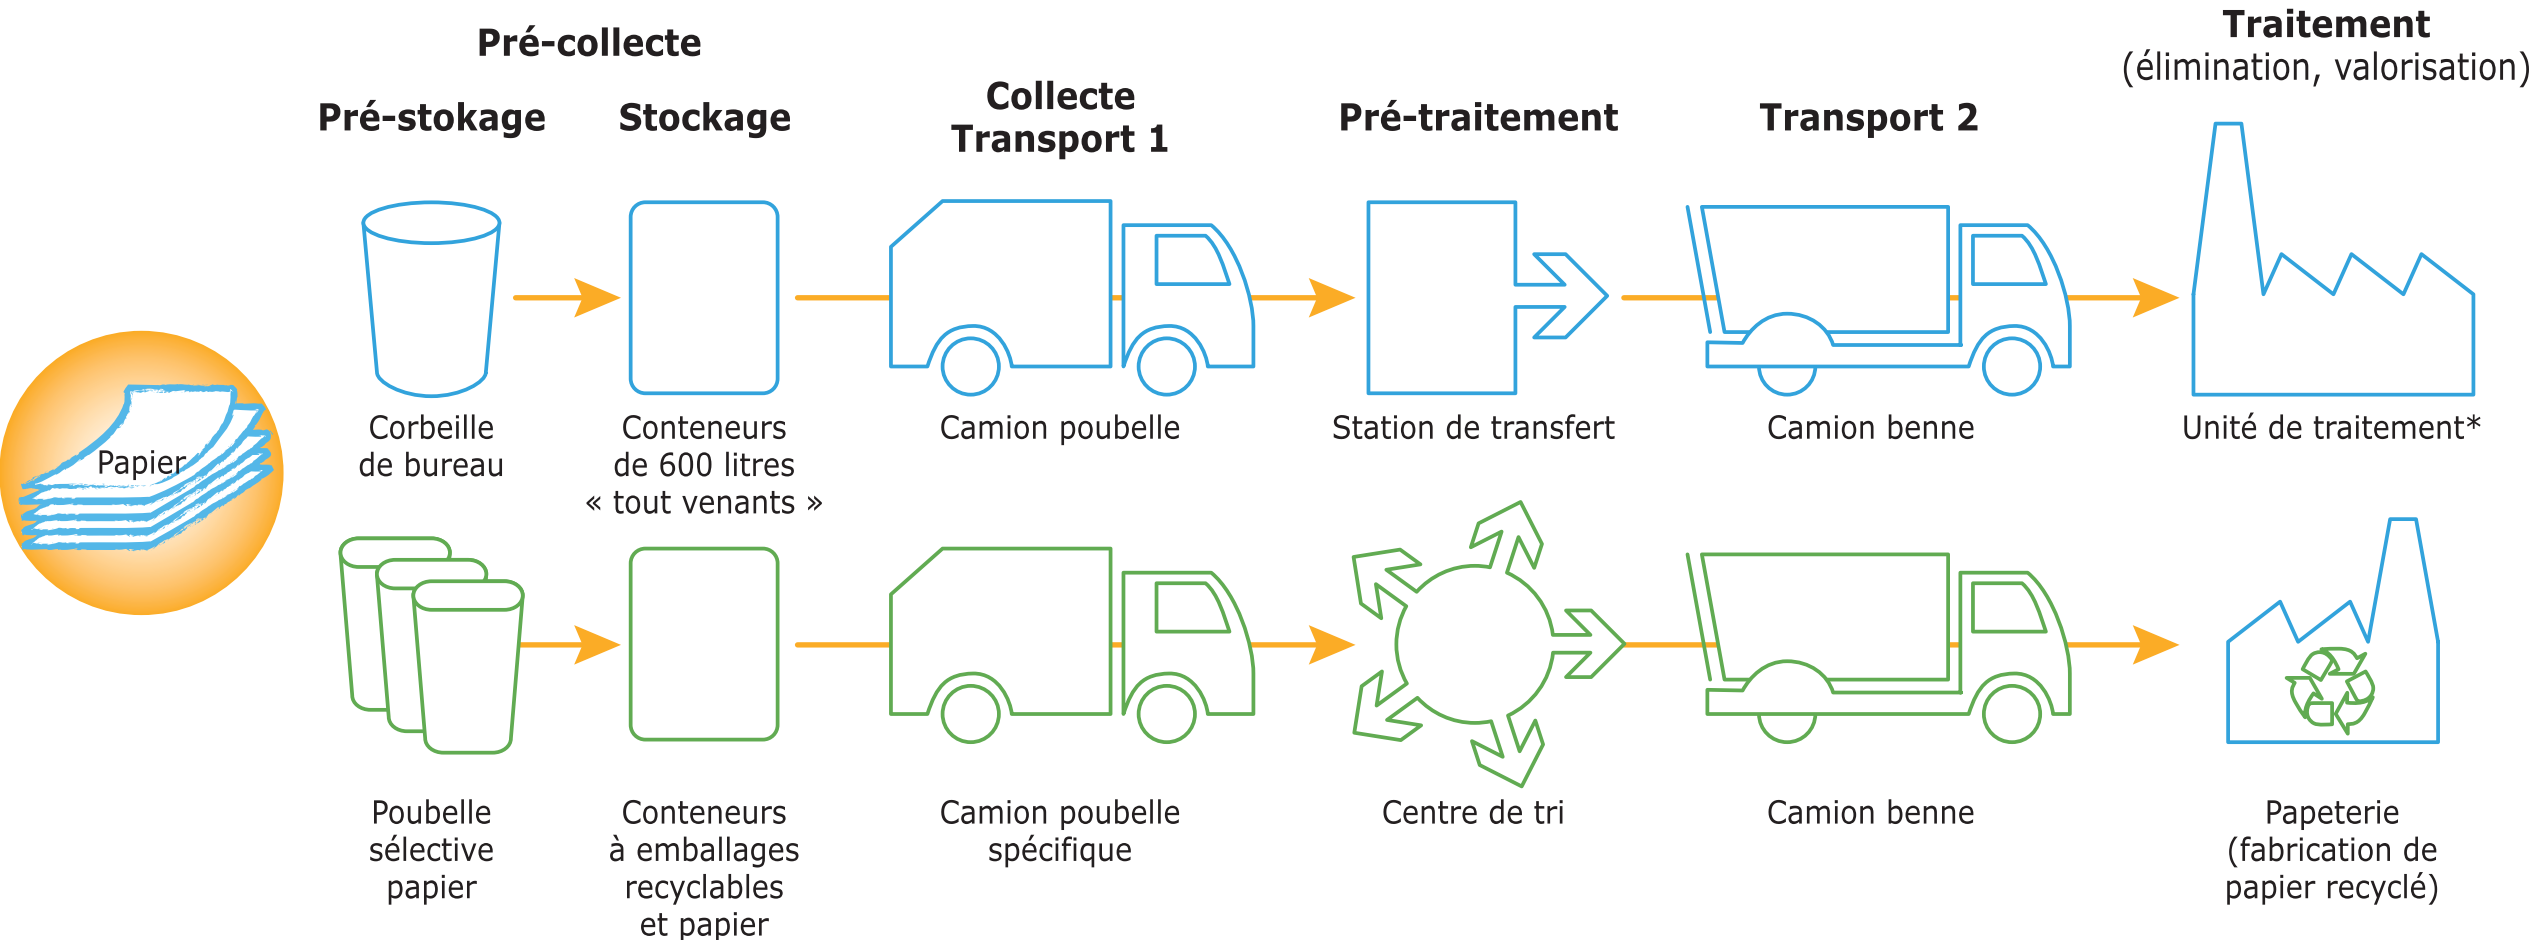 Pré-collecte
Pré-stokage
Stockage
Collecte
Transport 1
Pré-traitement
Transport 2
Traitement
(élimination, valorisation)
Papier
Corbeille
de bureau
Conteneurs
de 600 litres
« tout venants »
Camion poubelle
Station de transfert
Camion benne
Unité de traitement*
Poubelle
sélective
papier
Conteneurs
à emballages
recyclables
et papier
Camion poubelle
spécifique
Centre de tri
Camion benne
Papeterie
(fabrication de
papier recyclé)